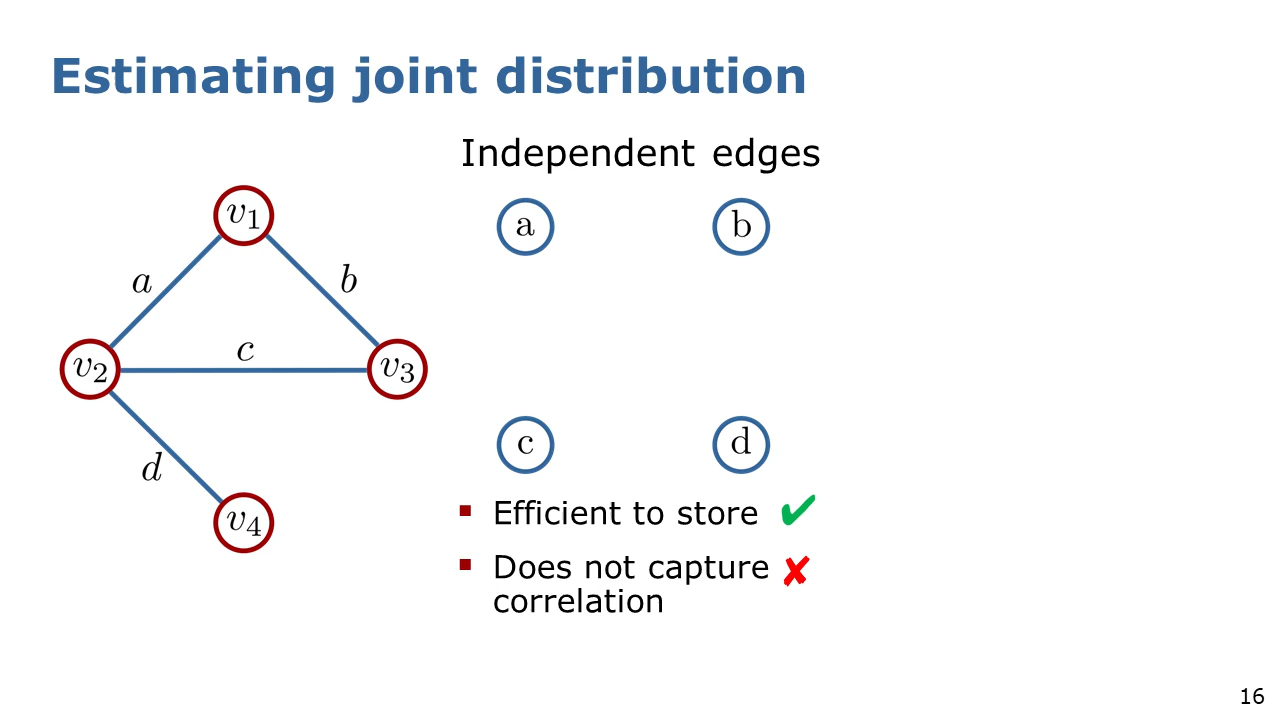 Estimating joint distribution
Independent edges
v1
a
b
c
v2
v3
d
v4
a
b
c
d
▪ Efficient to store ✔
▪ Does not capture ✘
correlation
16